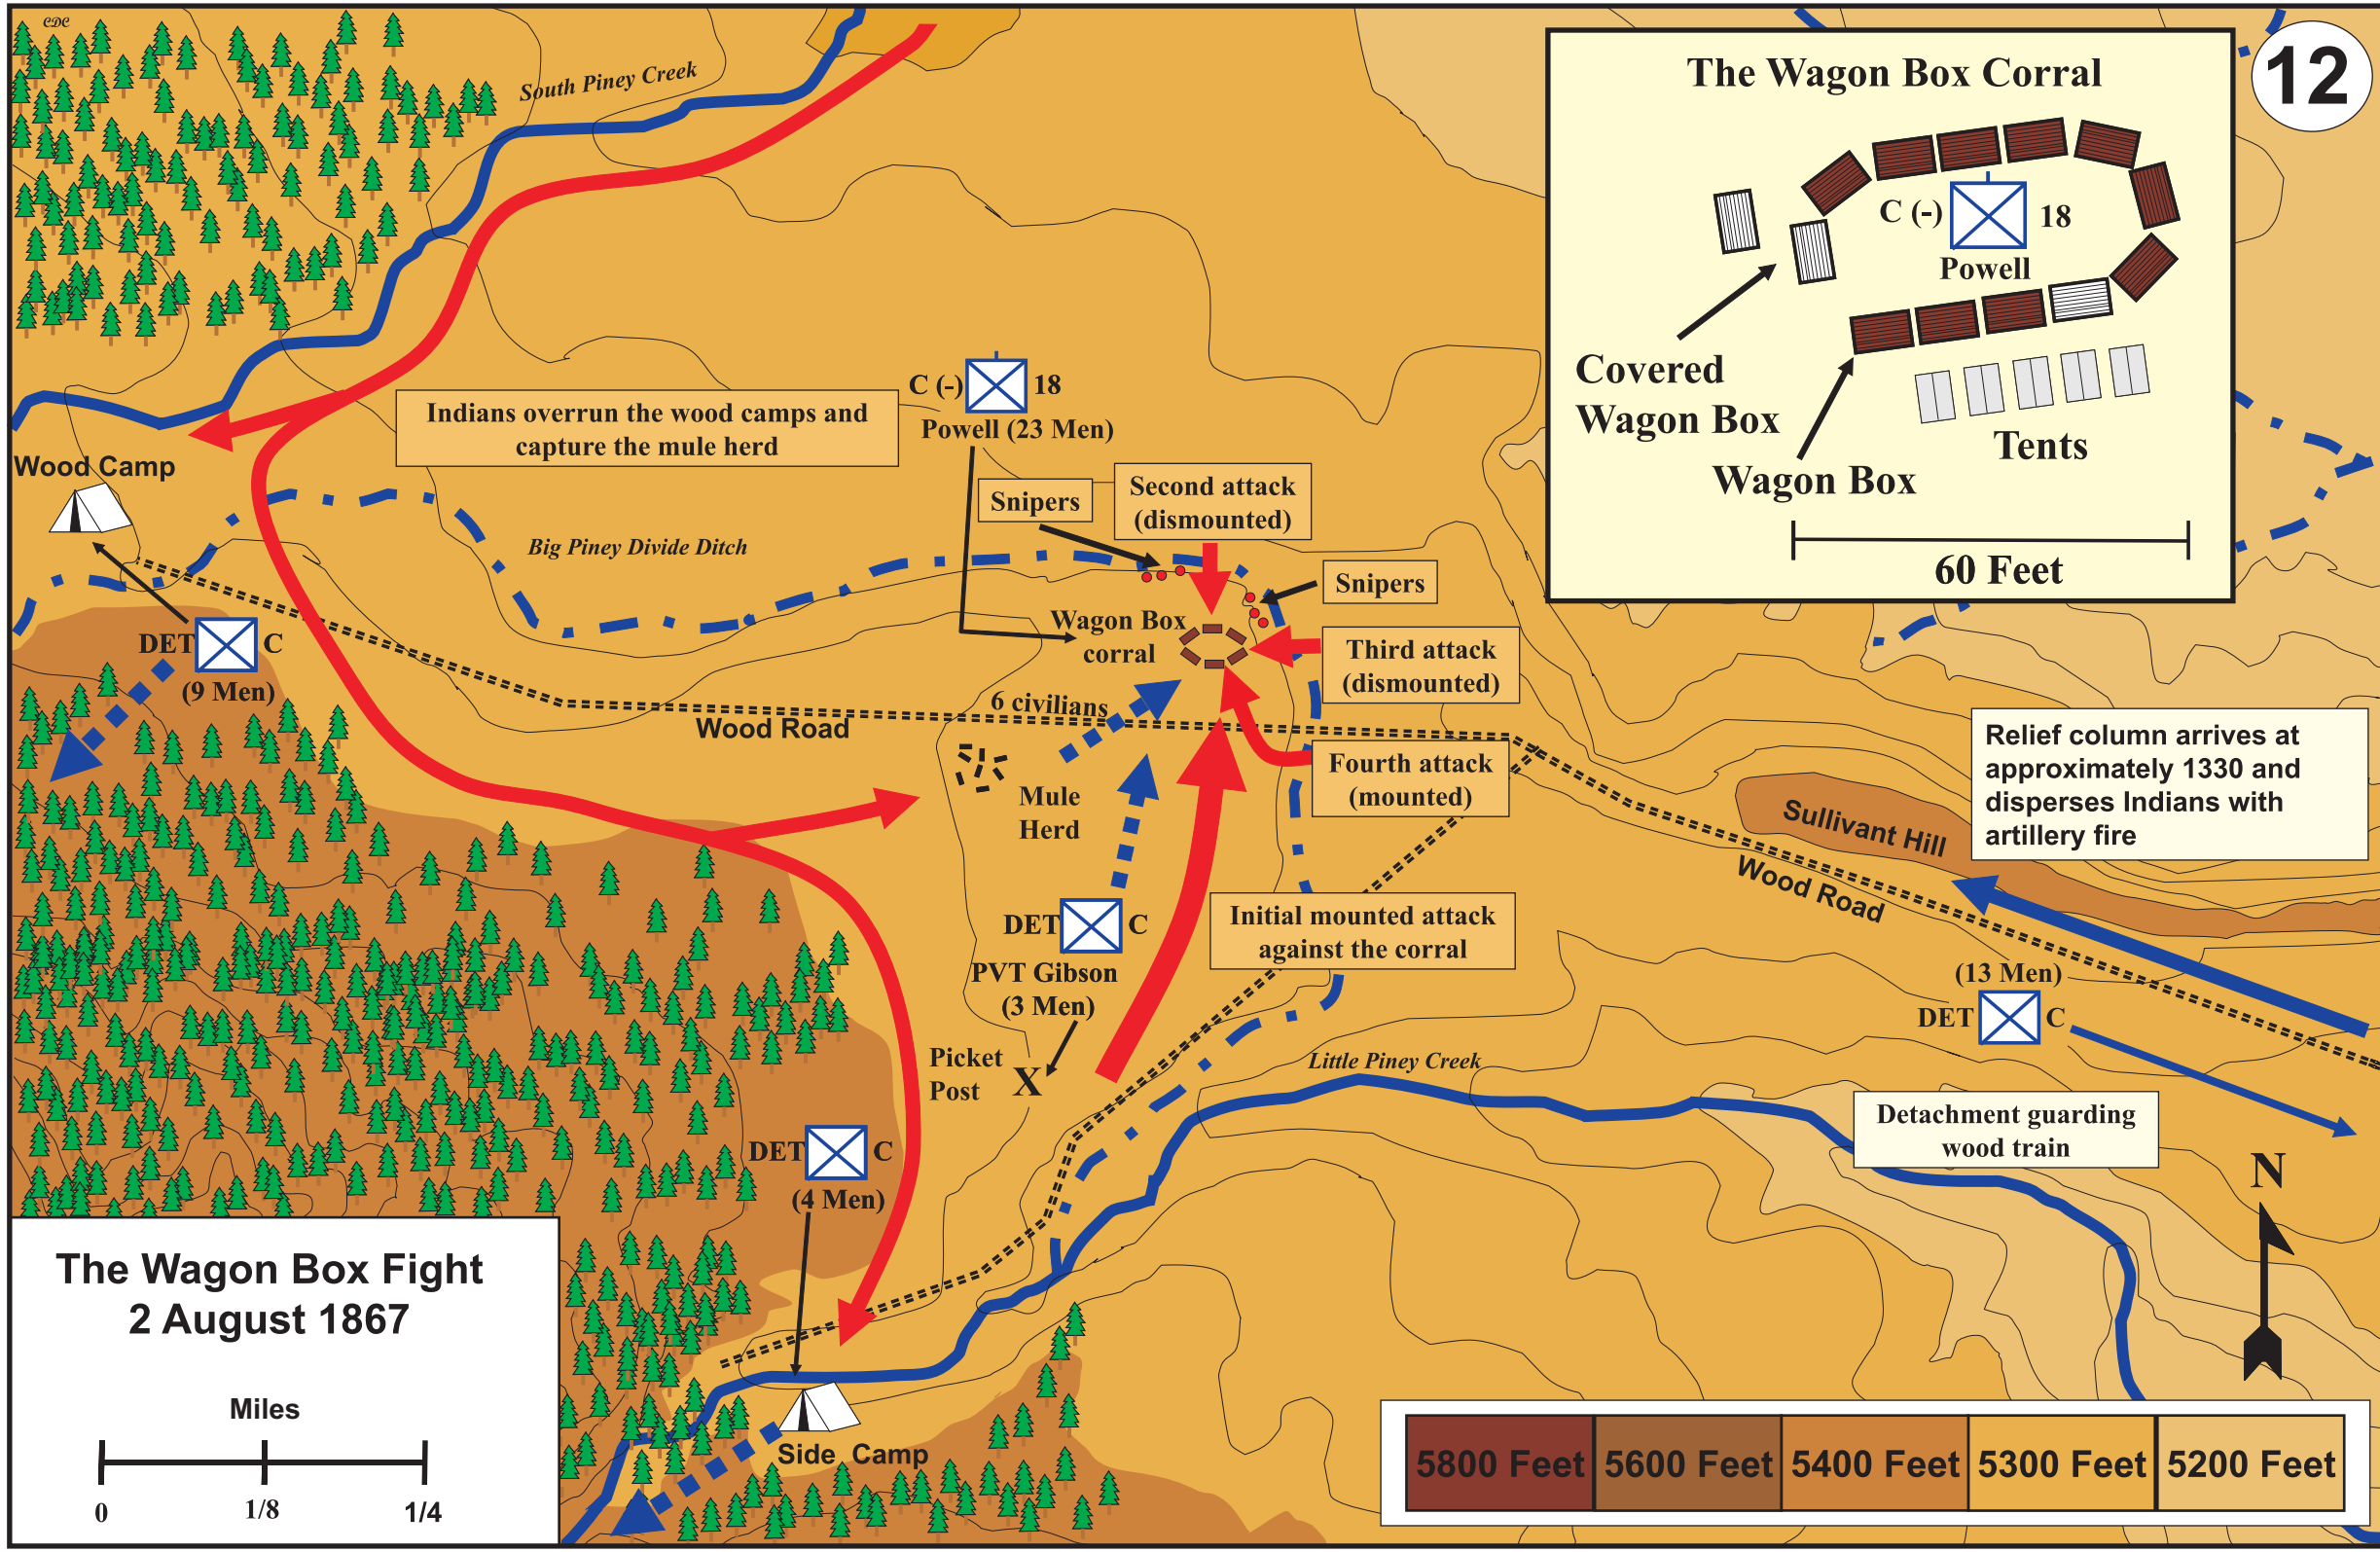 CDC
South Piney Creek
The Wagon Box Corral
12
C (-)
18
Powell
Covered
Wagon Box
Wagon Box
Tents
60 Feet
C (-)
18
Powell (23 Men)
Indians overrun the wood camps and
capture the mule herd
Wood Camp
Snipers
Second attack
(dismounted)
Big Piney Divide Ditch
Snipers
DET
C
(9 Men)
Wagon Box
corral
Third attack
(dismounted)
6 civilians
Wood Road
Fourth attack
(mounted)
Mule
Herd
Relief column arrives at
approximately 1330 and
disperses Indians with
artillery fire
Sullivant Hill
Wood Road
DET
C
PVT Gibson
(3 Men)
Initial mounted attack
against the corral
(13 Men)
DET
C
Picket
Post
X
Little Piney Creek
Detachment guarding
wood train
DET
C
(4 Men)
N
The Wagon Box Fight
2 August 1867
Miles
0
1/8
1/4
Side Camp
5800 Feet
5600 Feet
5400 Feet
5300 Feet
5200 Feet